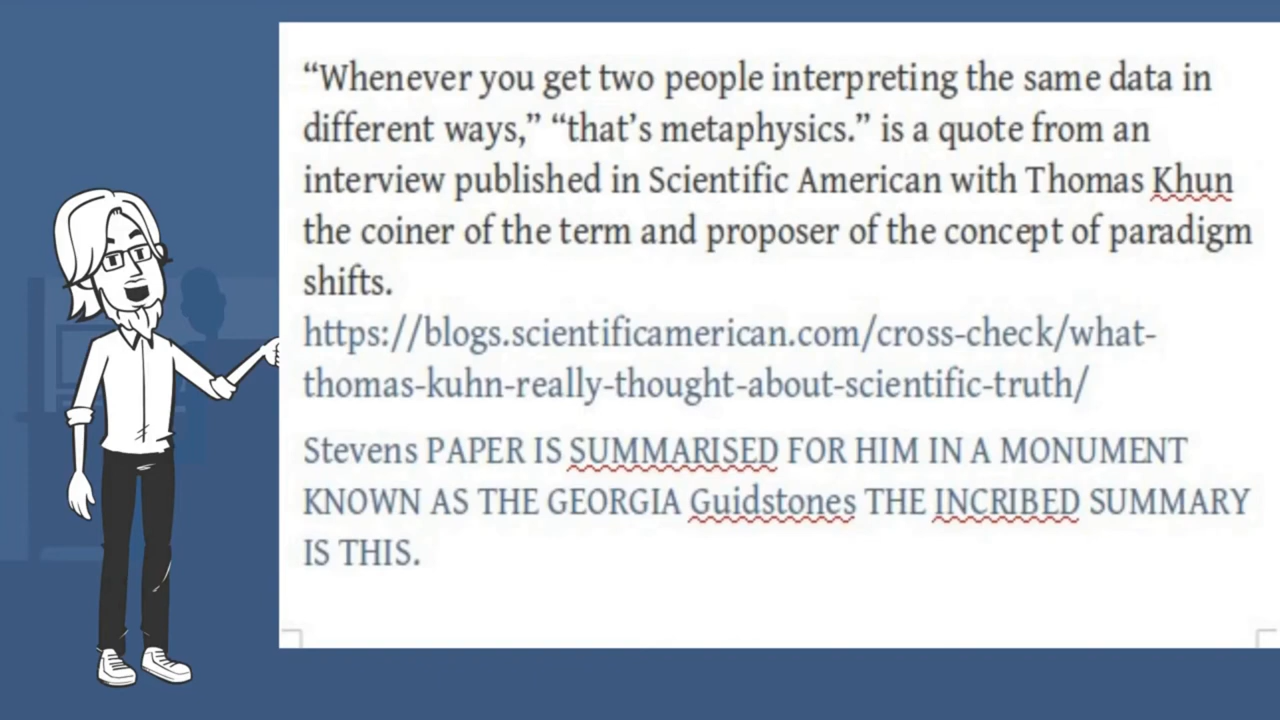 “Whenever you get two people interpreting the same data in
different ways,” “that’s metaphysics.” is a quote from an
interview published in Scientific American with Thomas Khun
the coiner of the term and proposer of the concept of paradigm
shifts.
https://blogs.scientificamerican.com/cross-check/what-
thomas-kuhn-really-thought-about-scientific-truth/
Stevens PAPER IS SUMMARISED FOR HIM IN A MONUMENT
KNOWN AS THE GEORGIA Guidstones THE INCRIBED SUMMARY
IS THIS.